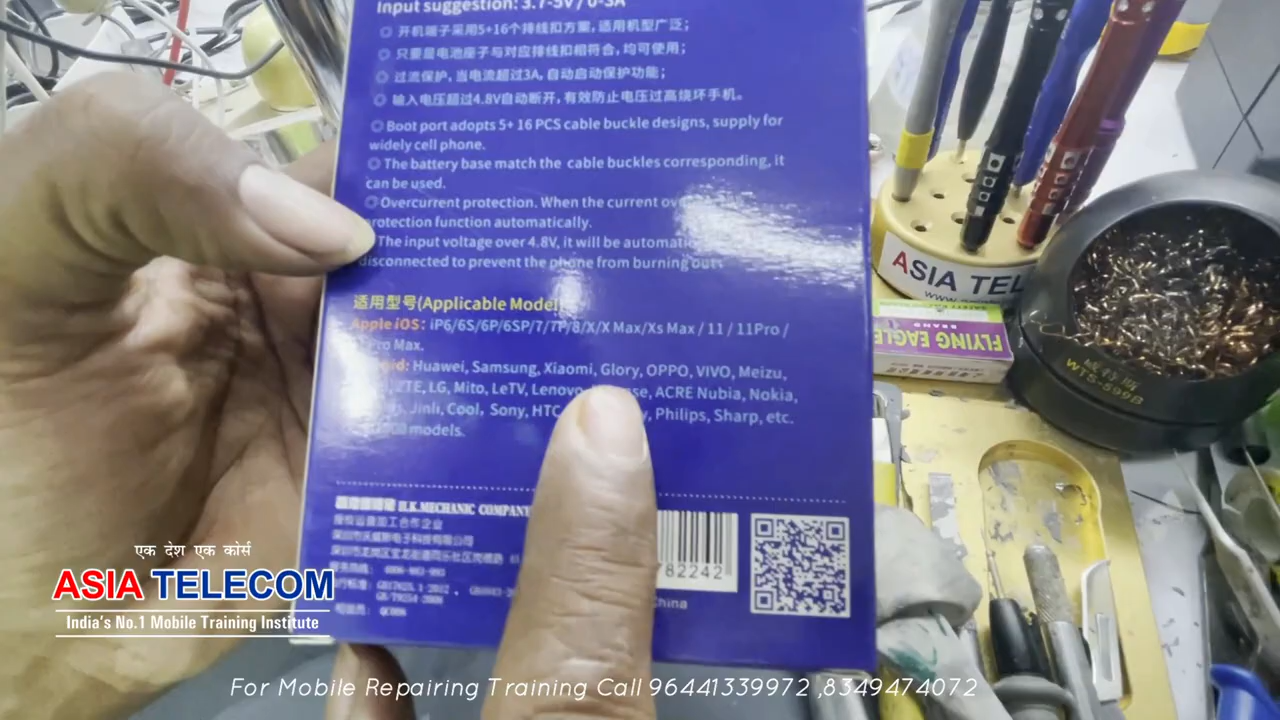 Input suggestion: 3.7-5V / 0-3A
开机端子采用5+16个排线扣方案, 适用机型广泛；
只要是电池座子与对应排线扣相符合, 均可使用；
过流保护, 当电流超过3A, 自动启动保护功能；
输入电压超过4.8V自动断开, 有效防止电压过高烧坏手机。
Boot port adopts 5+ 16 PCS cable buckle designs, supply for
widely cell phone.
The battery base match the cable buckles corresponding, it
can be used.
Overcurrent protection. When the current
protection function automatically.
The input voltage over 4.8V, it will be
disconnected to prevent the phone from burning out
适用型号(Applicable Model
Apple iOS: iP6/6S/6P/6SP/7/7P/8/X/X Max/Xs Max / 11 / 11Pro /
Pro Max.
Huawei, Samsung, Xiaomi, Glory, OPPO, VIVO, Meizu,
ZTE, LG, Mito, LeTV, Lenovo, ACRE Nubia, Nokia,
Jinli, Cool, Sony, HTC Philips, Sharp, etc.
models.
H.K.MECHANIC COMPANY
82242
China
ASIA TEL
FLYING EAGLE
BRAND
WTS-599B
एक देश एक कोर्स
ASIA TELECOM
India's No.1 Mobile Training Institute
For Mobile Repairing Training Call 96441339972 ,8349474072